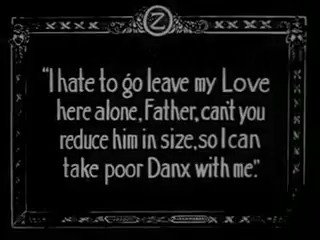 Z
"I hate to go leave my Love
here alone, Father, can't you
reduce him in size, so I can
take poor Danx with me."